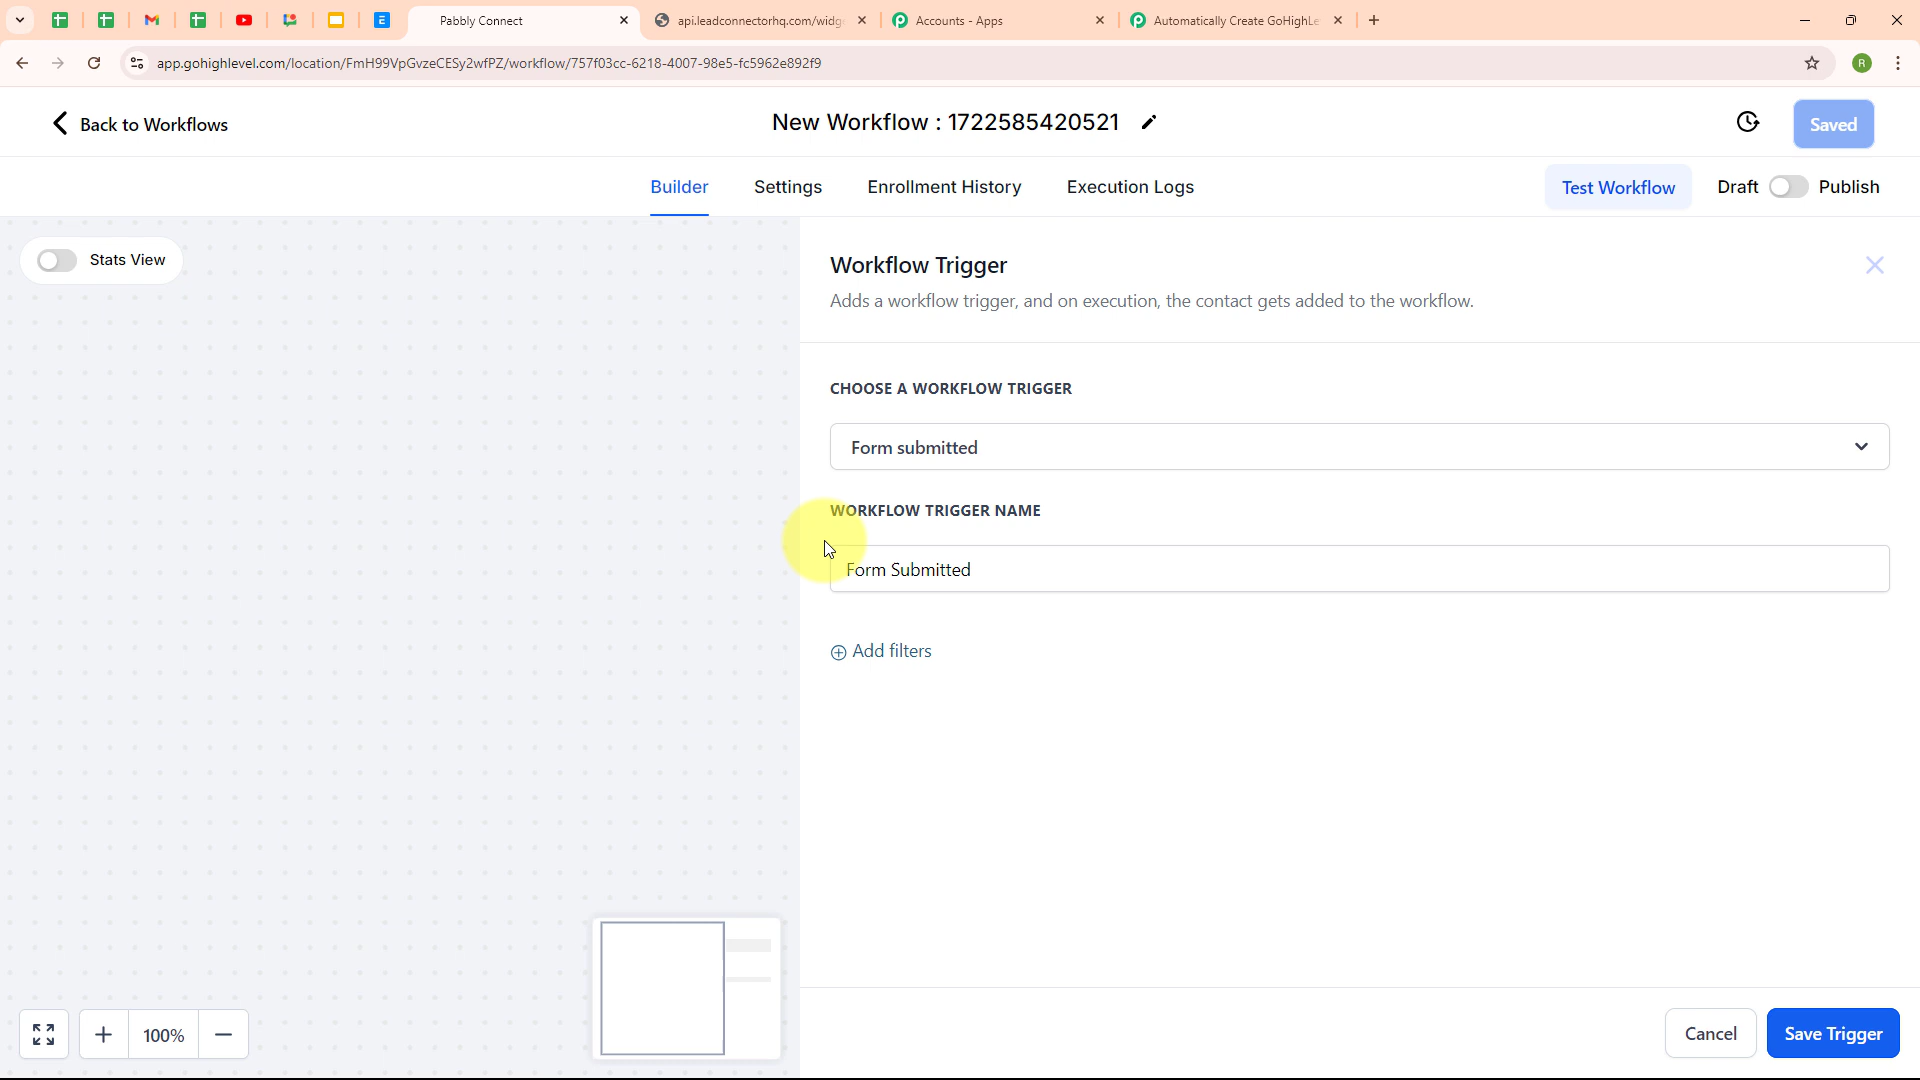 Pabbly Connect
api.leadconnectorhq.com/widg
Accounts - Apps
Automatically Create GoHighLe
app.gohighlevel.com/location/FmH99VpGvzeCESy2wfPZ/workflow/757f03cc-6218-4007-98e5-fc5962e892f9
R
Back to Workflows
New Workflow : 1722585420521
Saved
Builder
Settings
Enrollment History
Execution Logs
Test Workflow
Draft
Publish
Stats View
Workflow Trigger
Adds a workflow trigger, and on execution, the contact gets added to the workflow.
CHOOSE A WORKFLOW TRIGGER
Form submitted
WORKFLOW TRIGGER NAME
Form Submitted
Add filters
100%
Cancel
Save Trigger